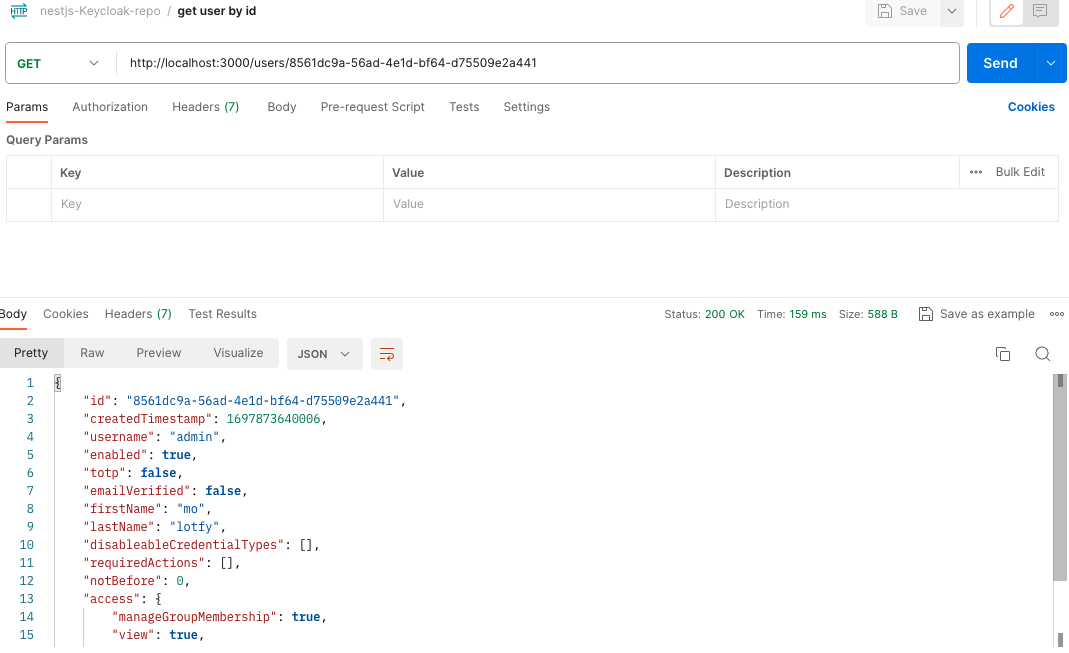 HTTP nestjs-Keycloak-repo / get user by id Save
GET http://localhost:3000/users/8561dc9a-56ad-4e1d-bf64-d75509e2a441 Send
Params Authorization Headers (7) Body Pre-request Script Tests Settings Cookies
Query Params
Key Value Description ••• Bulk Edit
Key Value Description
Body Cookies Headers (7) Test Results Status: 200 OK Time: 159 ms Size: 588 B Save as example •••
Pretty Raw Preview Visualize JSON
1 {
2 "id": "8561dc9a-56ad-4e1d-bf64-d75509e2a441",
3 "createdTimestamp": 1697873640006,
4 "username": "admin",
5 "enabled": true,
6 "totp": false,
7 "emailVerified": false,
8 "firstName": "mo",
9 "lastName": "lotfy",
10 "disableableCredentialTypes": [],
11 "requiredActions": [],
12 "notBefore": 0,
13 "access": {
14 "manageGroupMembership": true,
15 "view": true,